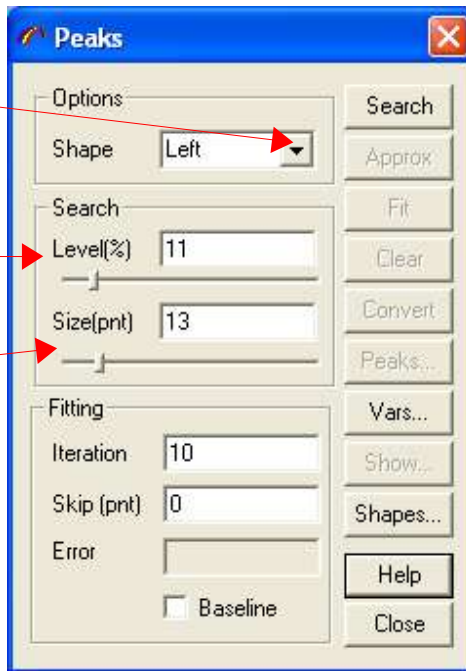 Peaks
Options
Shape Left
Search
Level(%) 11
Size(pnt) 13
Fitting
Iteration 10
Skip (pnt) 0
Error
Baseline
Search
Approx
Fit
Clear
Convert
Peaks...
Vars...
Show...
Shapes...
Help
Close